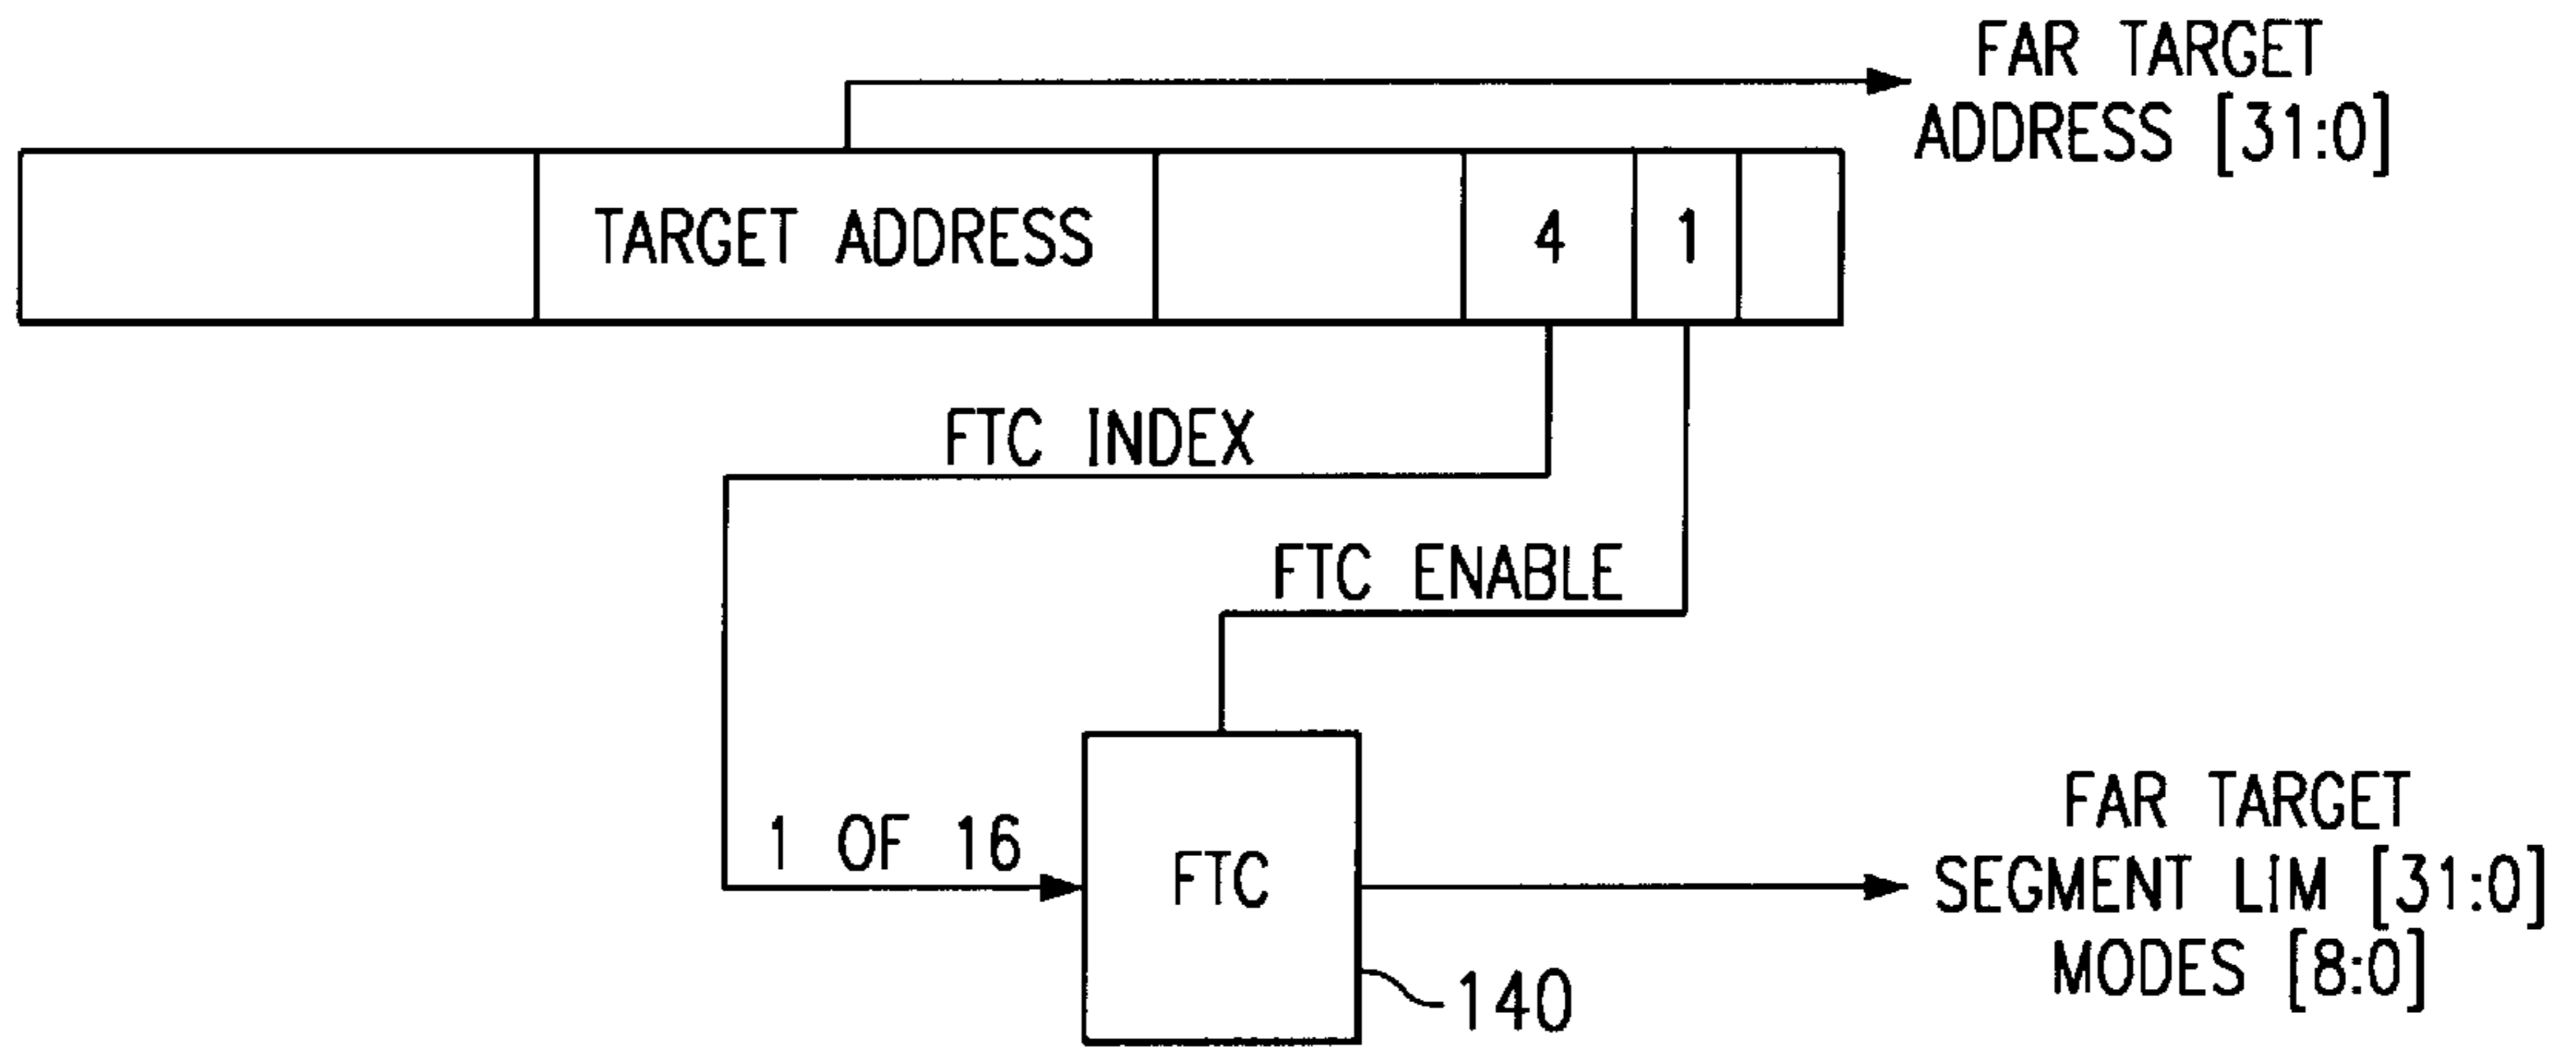 FAR TARGET
ADDRESS [31:0]
TARGET ADDRESS
4
1
FTC INDEX
FTC ENABLE
1 OF 16
FTC
FAR TARGET
SEGMENT LIM [31:0]
MODES [8:0]
140